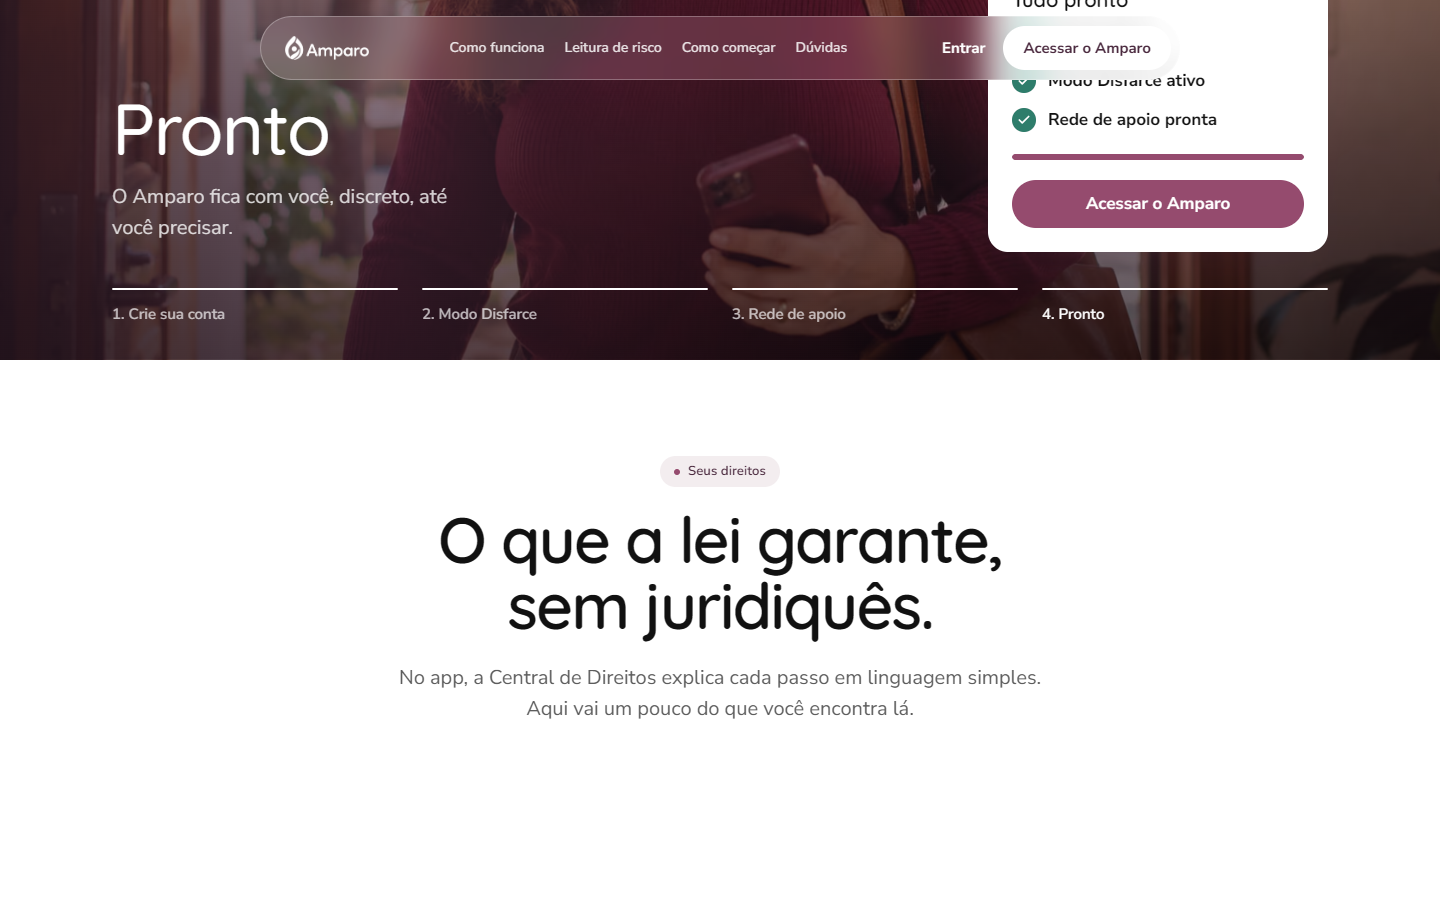 Tudo pronto
Amparo
Como funciona
Leitura de risco
Como começar
Dúvidas
Entrar
Acessar o Amparo
Modo Disfarce ativo
Rede de apoio pronta
Acessar o Amparo
Pronto
O Amparo fica com você, discreto, até
você precisar.
1. Crie sua conta
2. Modo Disfarce
3. Rede de apoio
4. Pronto
Seus direitos
O que a lei garante,
sem juridiquês.
No app, a Central de Direitos explica cada passo em linguagem simples.
Aqui vai um pouco do que você encontra lá.